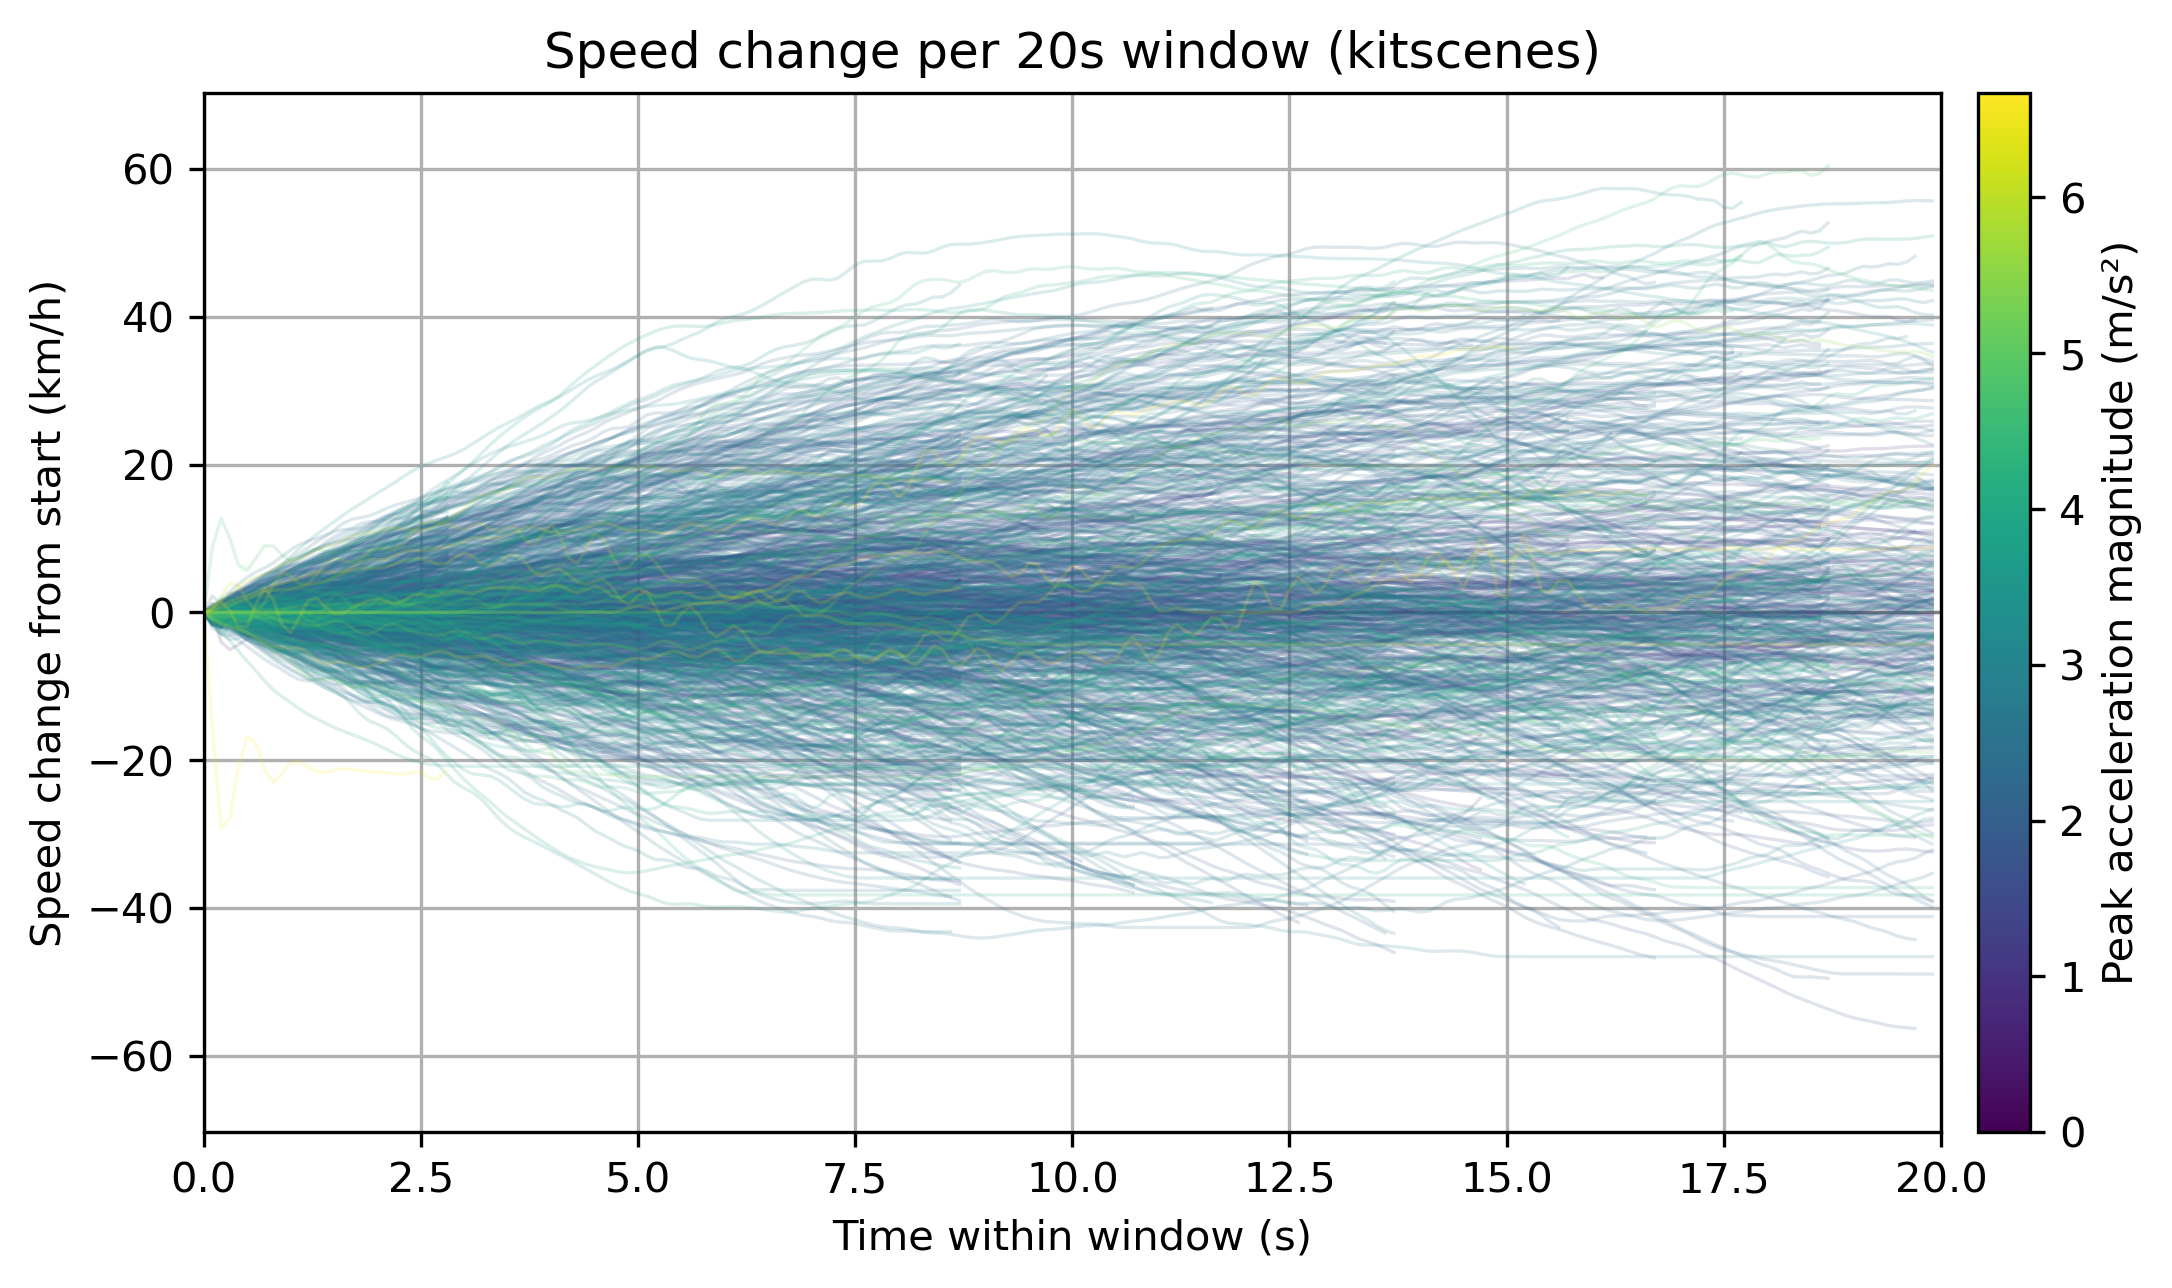 Speed change per 20s window (kitscenes)
Speed change from start (km/h)
60
40
20
0
−20
−40
−60
0.0 2.5 5.0 7.5 10.0 12.5 15.0 17.5 20.0
Time within window (s)
6
5
4
3
2
1
0
Peak acceleration magnitude (m/s²)